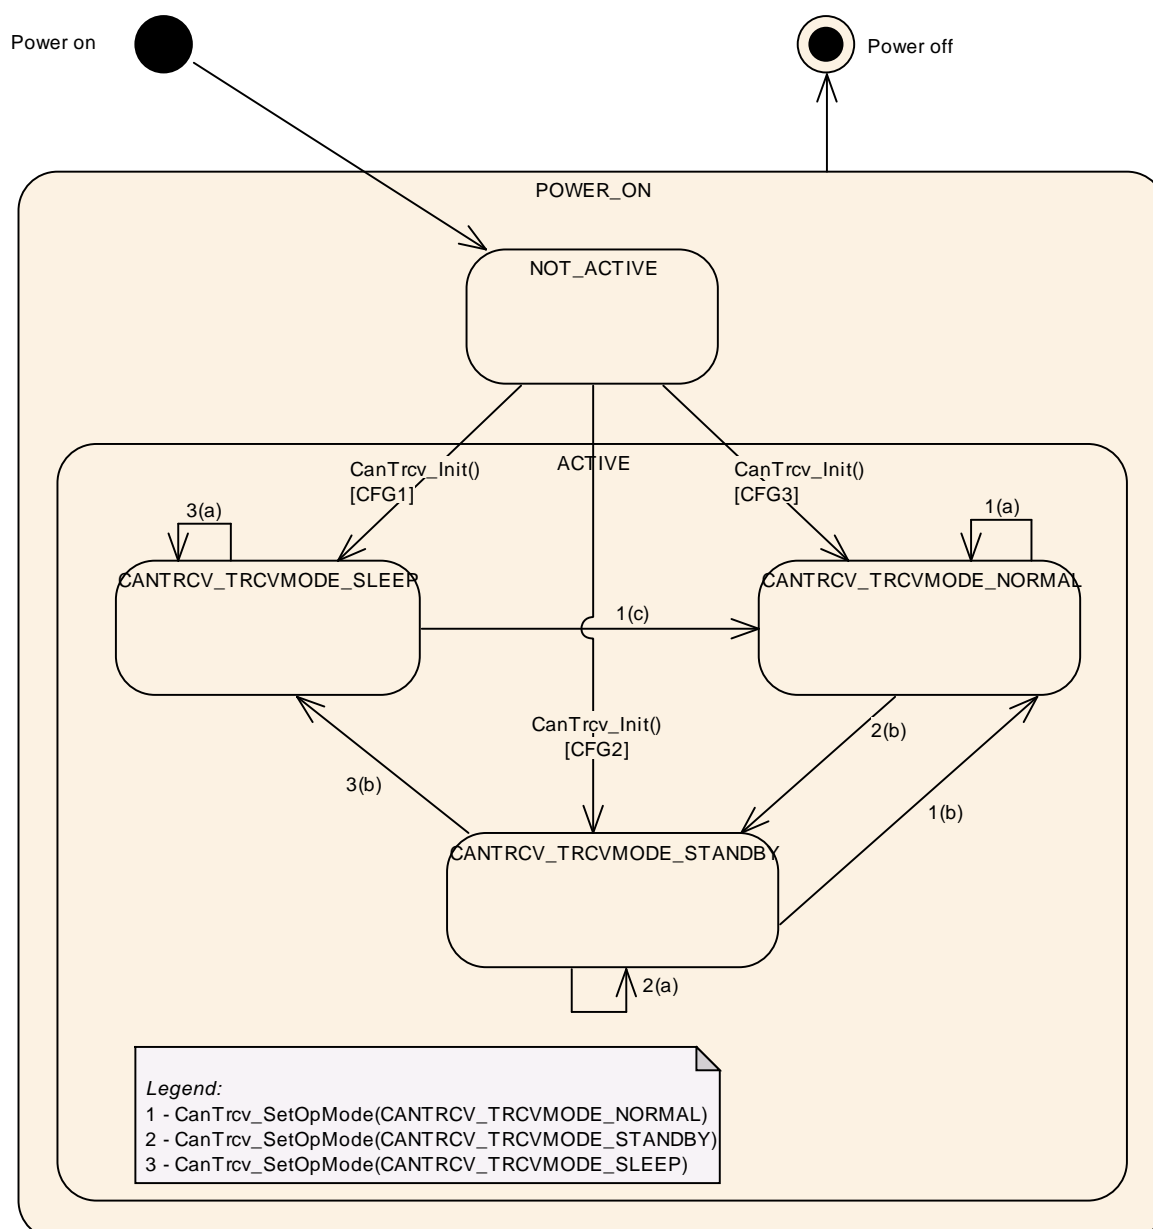 Power on
Power off
POWER_ON
NOT_ACTIVE
ACTIVE
CanTrcv_Init()
[CFG1]
CanTrcv_Init()
[CFG3]
3(a)
1(a)
CANTRCV_TRCVMODE_SLEEP
CANTRCV_TRCVMODE_NORMAL
1(c)
CanTrcv_Init()
[CFG2]
2(b)
3(b)
1(b)
CANTRCV_TRCVMODE_STANDBY
2(a)
Legend:
1 - CanTrcv_SetOpMode(CANTRCV_TRCVMODE_NORMAL)
2 - CanTrcv_SetOpMode(CANTRCV_TRCVMODE_STANDBY)
3 - CanTrcv_SetOpMode(CANTRCV_TRCVMODE_SLEEP)